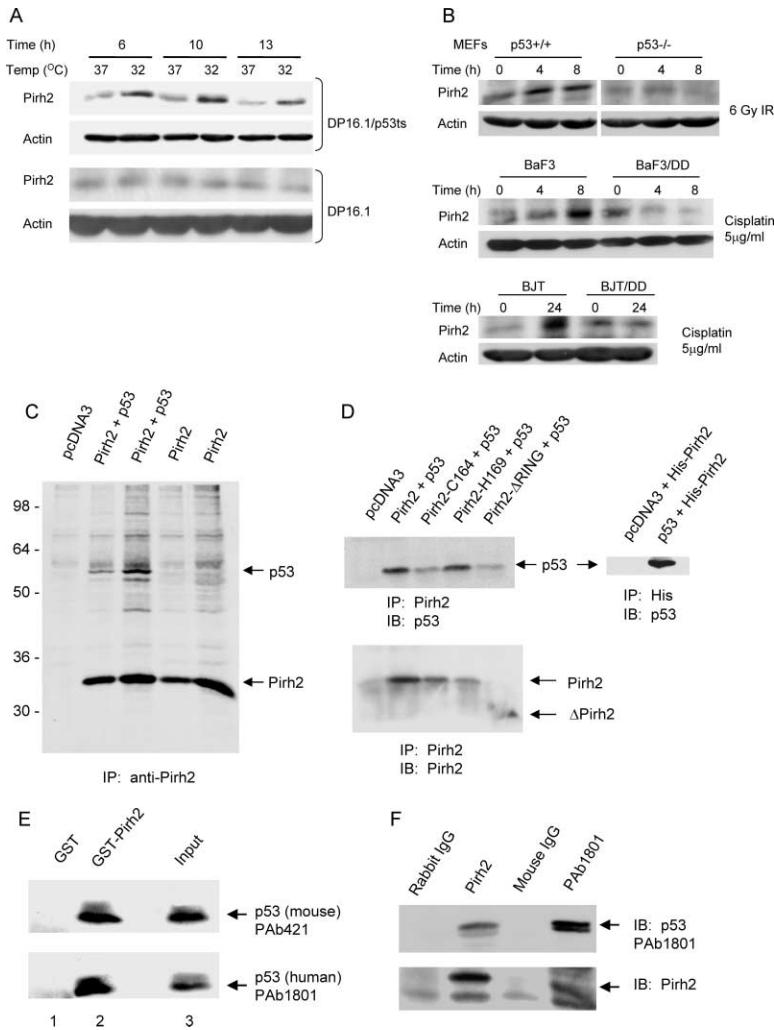 A
Time (h) 6 10 13
Temp (OC) 37 32 37 32 37 32
Pirh2
Actin
DP16.1/p53ts
Pirh2
Actin
DP16.1
B
MEFs p53+/+ p53-/-
Time (h) 0 4 8 0 4 8
Pirh2
Actin
6 Gy IR
BaF3 BaF3/DD
Time (h) 0 4 8 0 4 8
Pirh2
Actin
Cisplatin
5µg/ml
BJT BJT/DD
Time (h) 0 24 0 24
Pirh2
Actin
Cisplatin
5µg/ml
C
pcDNA3
Pirh2 + p53
Pirh2 + p53
Pirh2
Pirh2
98 -
64 -
50 -
36 -
30 -
p53
Pirh2
IP: anti-Pirh2
D
pcDNA3
Pirh2 + p53
Pirh2-C164 + p53
Pirh2-H169 + p53
Pirh2-ΔRING + p53
p53
IP: Pirh2
IB: p53
pcDNA3 + His-Pirh2
p53 + His-Pirh2
IP: His
IB: p53
Pirh2
ΔPirh2
IP: Pirh2
IB: Pirh2
E
GST
GST-Pirh2
Input
p53 (mouse)
PAb421
p53 (human)
PAb1801
1 2 3
F
Rabbit IgG
Pirh2
Mouse IgG
PAb1801
IB: p53
PAb1801
IB: Pirh2